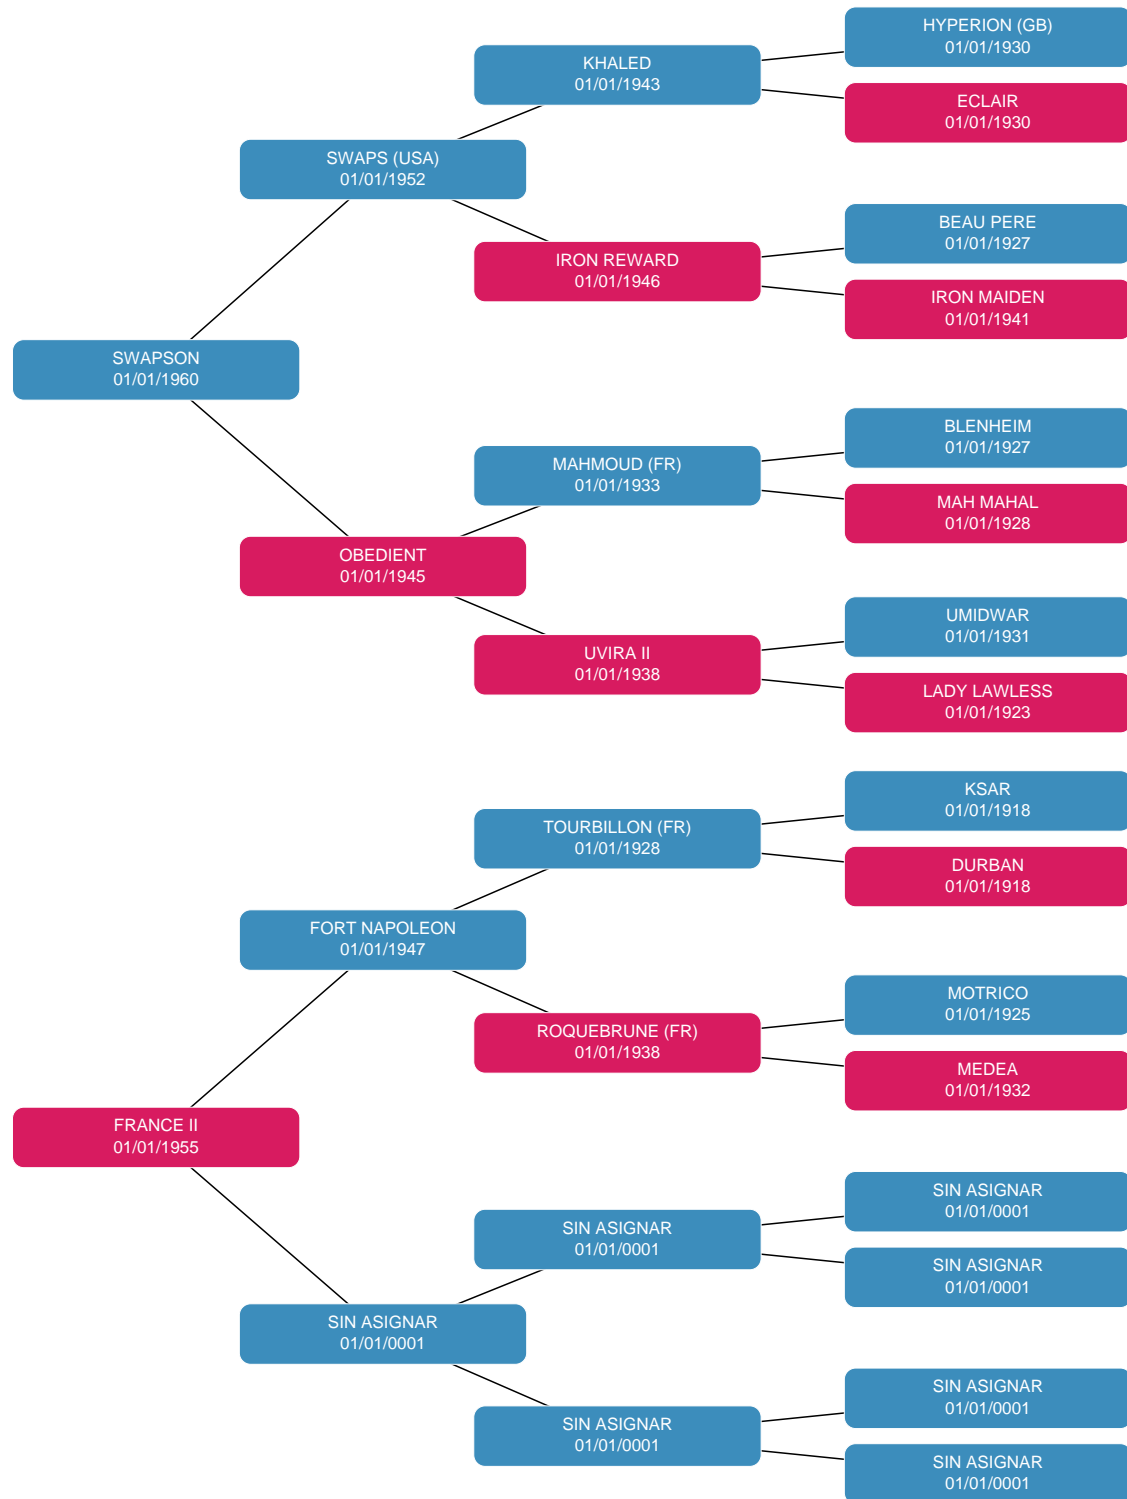 HYPERION (GB)
01/01/1930
KHALED
01/01/1943
ECLAIR
01/01/1930
SWAPS (USA)
01/01/1952
BEAU PERE
01/01/1927
IRON REWARD
01/01/1946
IRON MAIDEN
01/01/1941
SWAPSON
01/01/1960
BLENHEIM
01/01/1927
MAHMOUD (FR)
01/01/1933
MAH MAHAL
01/01/1928
OBEDIENT
01/01/1945
UMIDWAR
01/01/1931
UVIRA II
01/01/1938
LADY LAWLESS
01/01/1923
KSAR
01/01/1918
TOURBILLON (FR)
01/01/1928
DURBAN
01/01/1918
FORT NAPOLEON
01/01/1947
MOTRICO
01/01/1925
ROQUEBRUNE (FR)
01/01/1938
MEDEA
01/01/1932
FRANCE II
01/01/1955
SIN ASIGNAR
01/01/0001
SIN ASIGNAR
01/01/0001
SIN ASIGNAR
01/01/0001
SIN ASIGNAR
01/01/0001
SIN ASIGNAR
01/01/0001
SIN ASIGNAR
01/01/0001
SIN ASIGNAR
01/01/0001